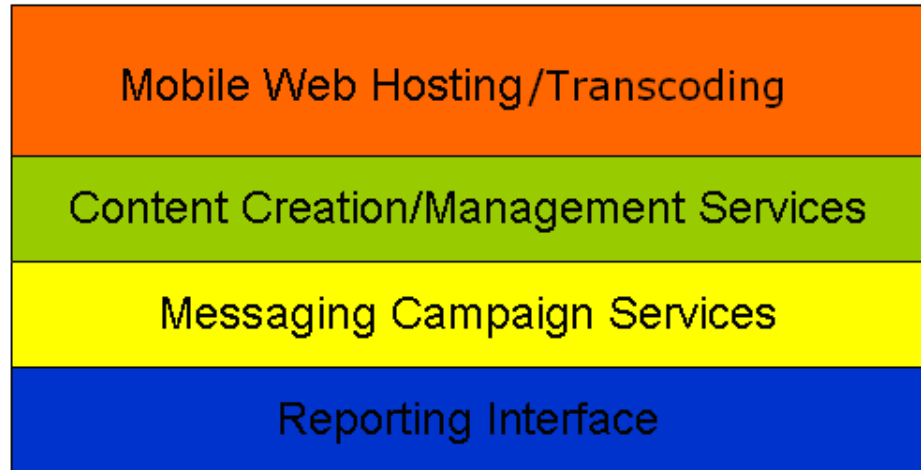 Mobile Web Hosting/Transcoding
Content Creation/Management Services
Messaging Campaign Services
Reporting Interface